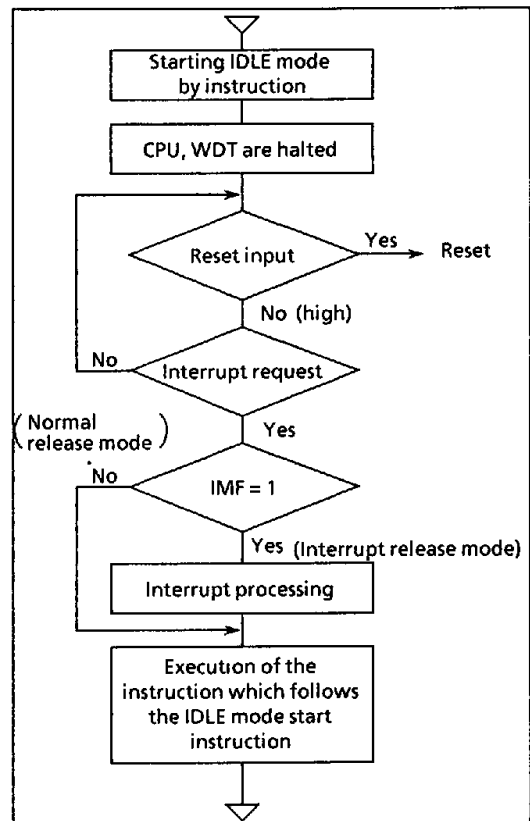 Starting IDLE mode
by instruction
CPU, WDT are halted
Reset input
Yes
Reset
No (high)
No
Interrupt request
(Normal
release mode)
Yes
No
IMF = 1
Yes (Interrupt release mode)
Interrupt processing
Execution of the
instruction which follows
the IDLE mode start
instruction